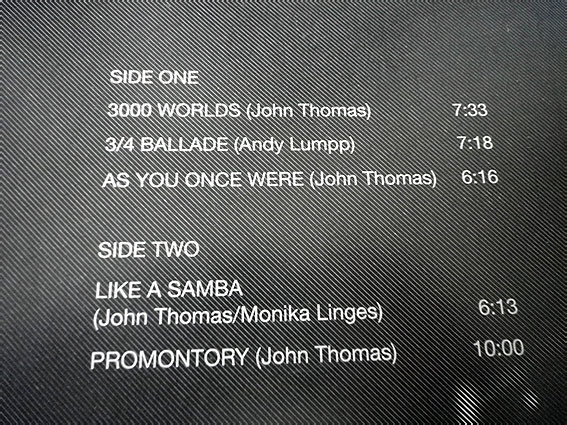 SIDE ONE
3000 WORLDS (John Thomas) 7:33
3/4 BALLADE (Andy Lumpp) 7:18
AS YOU ONCE WERE (John Thomas) 6:16
SIDE TWO
LIKE A SAMBA
(John Thomas/Monika Linges) 6:13
PROMONTORY (John Thomas) 10:00